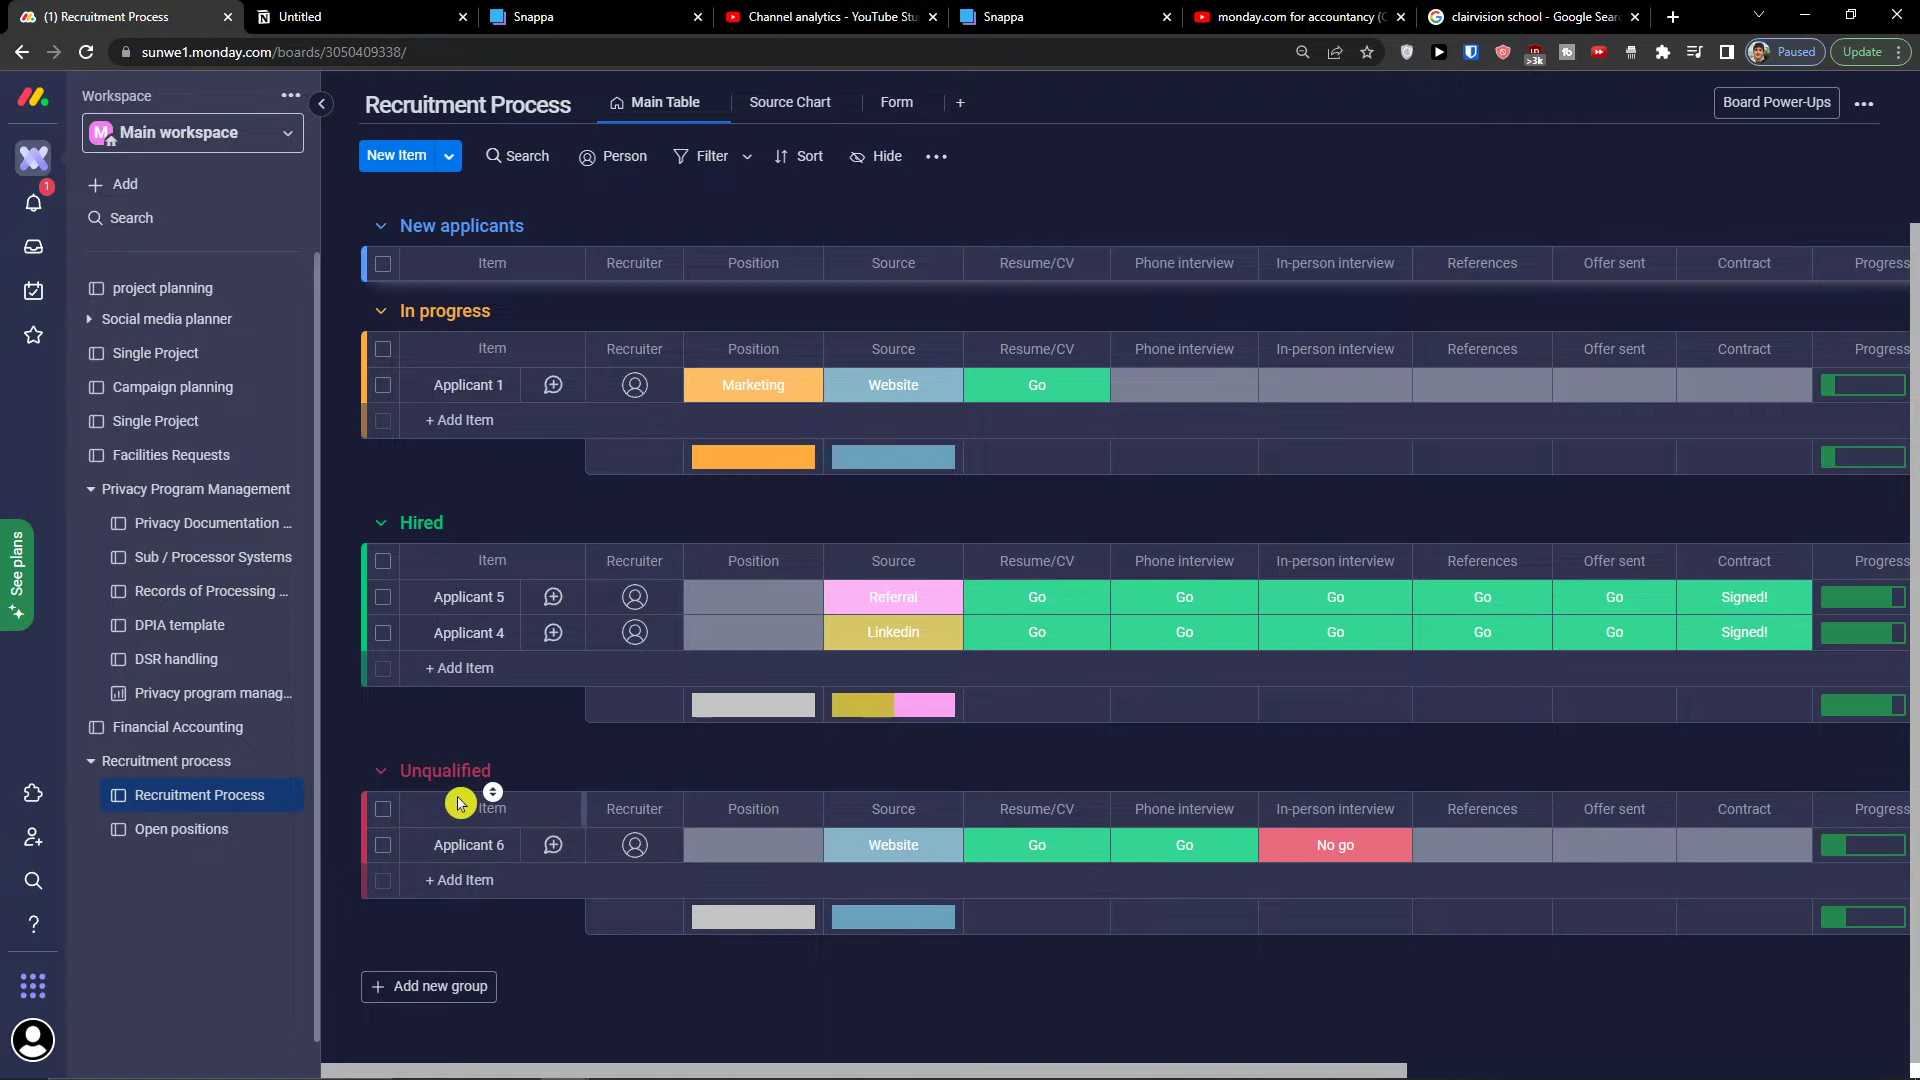 (1) Recruitment Process
Untitled
Snappa
Channel analytics - YouTube Stu
Snappa
monday.com for accountancy (
clairvision school - Google Sear
sunwe1.monday.com/boards/3050409338/
>3k
Paused
Update
Workspace
M
Main workspace
Add
Search
1
project planning
Social media planner
Single Project
Campaign planning
Single Project
Facilities Requests
Privacy Program Management
Privacy Documentation ...
Sub / Processor Systems
Records of Processing ...
DPIA template
DSR handling
Privacy program manag...
Financial Accounting
Recruitment process
Recruitment Process
Open positions
See plans
Recruitment Process
Main Table
Source Chart
Form
+
Board Power-Ups
New Item
Search
Person
Filter
Sort
Hide
New applicants
Item Recruiter Position Source Resume/CV Phone interview In-person interview References Offer sent Contract Progress
In progress
Item Recruiter Position Source Resume/CV Phone interview In-person interview References Offer sent Contract Progress
Applicant 1 Marketing Website Go
+ Add Item
Hired
Item Recruiter Position Source Resume/CV Phone interview In-person interview References Offer sent Contract Progress
Applicant 5 Referral Go Go Go Go Go Signed!
Applicant 4 Linkedin Go Go Go Go Go Signed!
+ Add Item
Unqualified
Item Recruiter Position Source Resume/CV Phone interview In-person interview References Offer sent Contract Progress
Applicant 6 Website Go Go No go
+ Add Item
+ Add new group